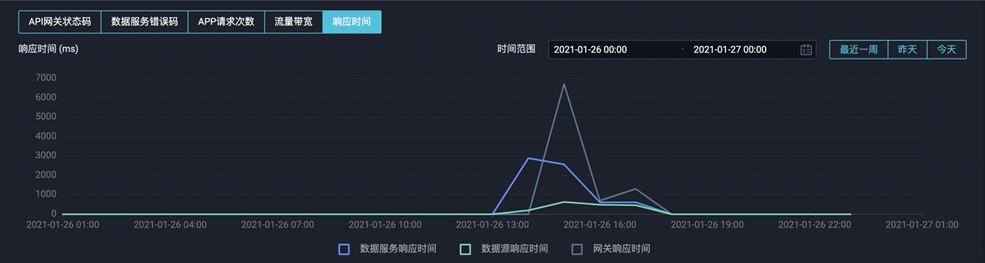 API网关状态码 数据服务错误码 APP请求次数 流量带宽 响应时间
响应时间 (ms) 时间范围 2021-01-26 00:00 - 2021-01-27 00:00 最近一周 昨天 今天
7000
6000
5000
4000
3000
2000
1000
0
2021-01-26 01:00 2021-01-26 04:00 2021-01-26 07:00 2021-01-26 10:00 2021-01-26 13:00 2021-01-26 16:00 2021-01-26 19:00 2021-01-26 22:00 2021-01-27 01:00
数据服务响应时间 数据源响应时间 网关响应时间